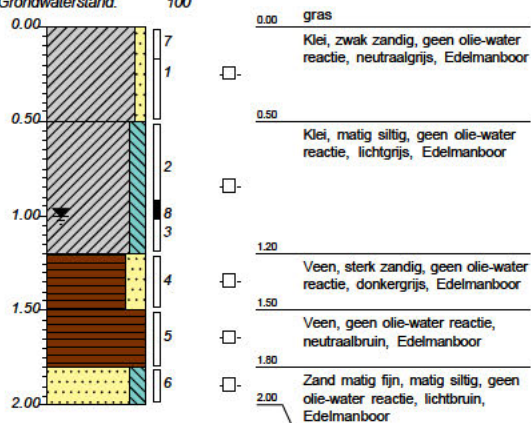 Grondwaterstand: 100
0.00
0.50
1.00
1.50
2.00
7
1
2
8
3
4
5
6
0.00 gras
Klei, zwak zandig, geen olie-water
reactie, neutraalgrijs, Edelmanboor
0.50
Klei, matig siltig, geen olie-water
reactie, lichtgrijs, Edelmanboor
1.20
Veen, sterk zandig, geen olie-water
reactie, donkergrijs, Edelmanboor
1.50
Veen, geen olie-water reactie,
neutraalbruin, Edelmanboor
1.80
Zand matig fijn, matig siltig, geen
olie-water reactie, lichtbruin,
Edelmanboor
2.00